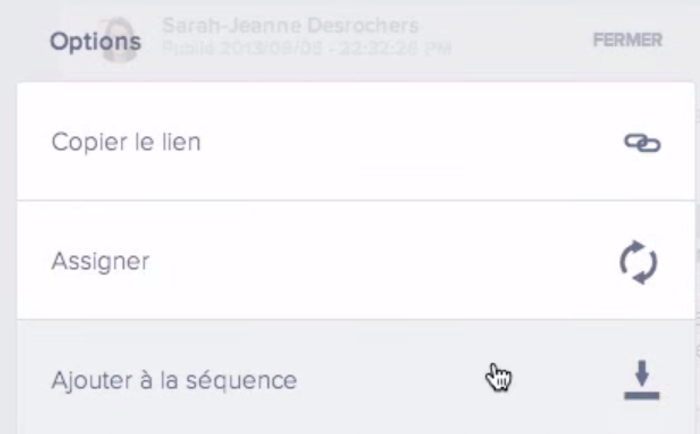 Sarah-Jeanne Desrochers
Options
Publié 2013/09/05 - 22:32:26 PM
FERMER
Copier le lien
Assigner
Ajouter à la séquence